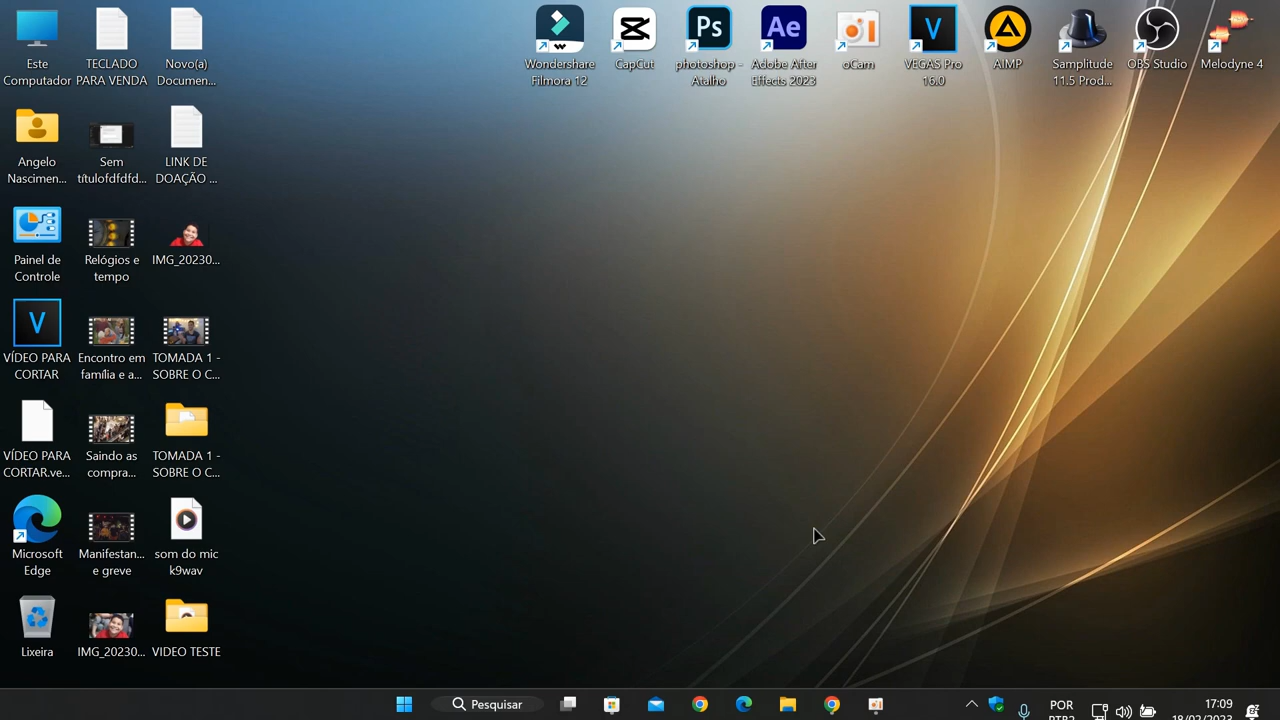 Este
Computador
TECLADO
PARA VENDA
Novo(a)
Documen...
Wondershare
Filmora 12
CapCut
Ps
photoshop -
Atalho
Ae
Adobe After
Effects 2023
oCam
V
VEGAS Pro
16.0
AIMP
Samplitude
11.5 Prod...
OBS Studio
Melodyne 4
Angelo
Nascimen...
Sem
títulofdfdfd...
LINK DE
DOAÇÃO ...
Painel de
Controle
Relógios e
tempo
IMG_20230...
V
VÍDEO PARA
CORTAR
Encontro em
família e a...
TOMADA 1 -
SOBRE O C...
VÍDEO PARA
CORTAR.ve...
Saindo as
compra...
TOMADA 1 -
SOBRE O C...
Microsoft
Edge
Manifestan...
e greve
som do mic
k9wav
Lixeira
IMG_20230...
VIDEO TESTE
Pesquisar
POR
PTB2
17:09
18/02/2023